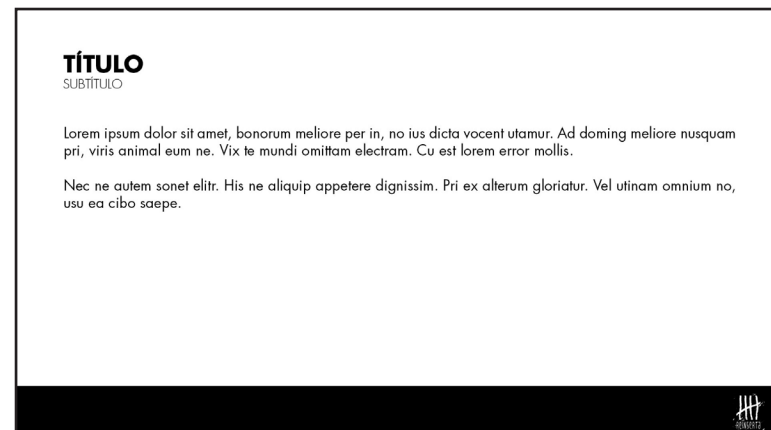 TÍTULO
SUBTÍTULO
Lorem ipsum dolor sit amet, bonorum meliore per in, no ius dicta vocent utamur. Ad doming meliore nusquam
pri, viris animal eum ne. Vix te mundi omittam electram. Cu est lorem error mollis.
Nec ne autem sonet elitr. His ne aliquip appetere dignissim. Pri ex alterum gloriatur. Vel utinam omnium no,
usu ea cibo saepe.
REINSERTA